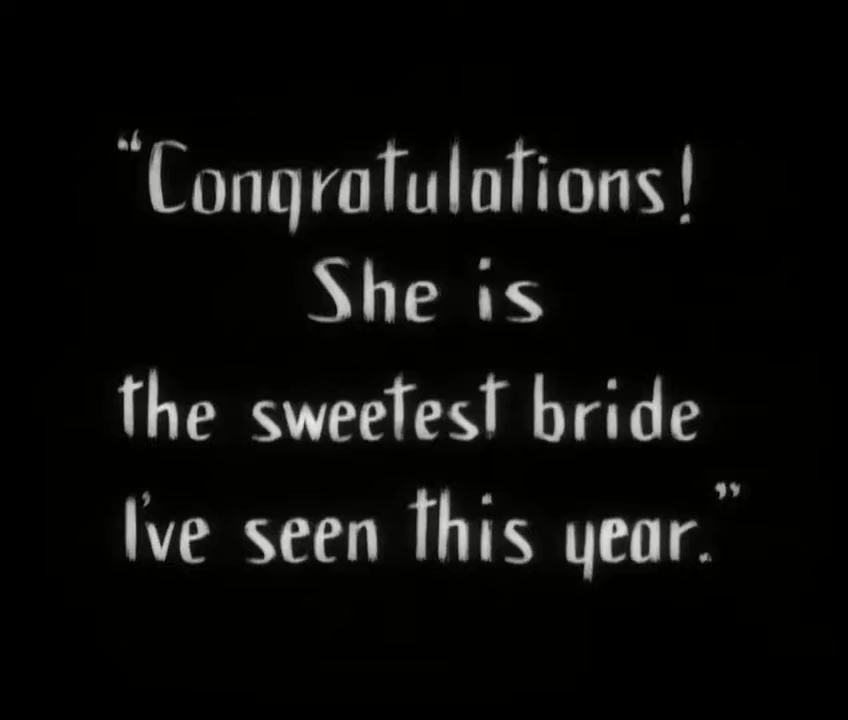 “Congratulations!
She is
the sweetest bride
I've seen this year.”